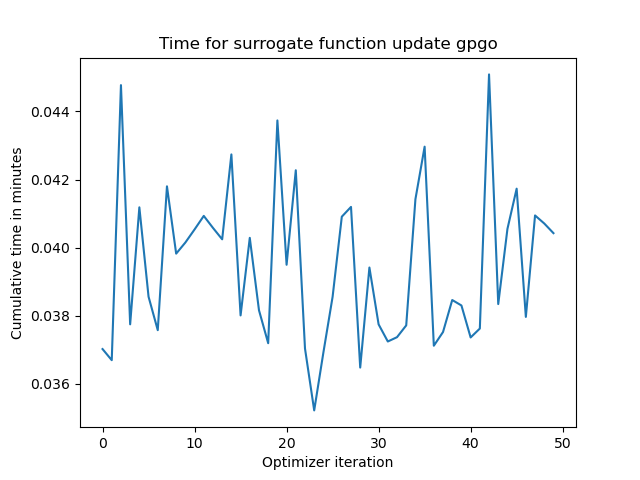 Time for surrogate function update gpgo
Cumulative time in minutes
0.044
0.042
0.040
0.038
0.036
0 10 20 30 40 50
Optimizer iteration